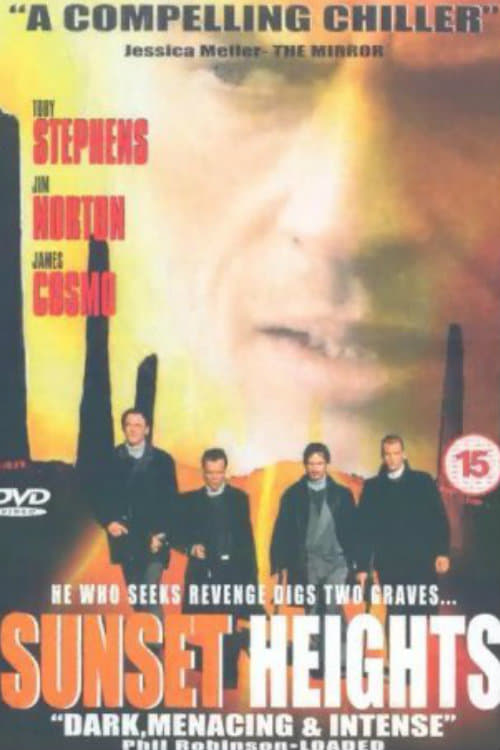 "A COMPELLING CHILLER"
Jessica Meller- THE MIRROR
TOBY
STEPHENS
JIM
NORTON
JAMES
COSMO
15
DVD
VIDEO
HE WHO SEEKS REVENGE DIGS TWO GRAVES...
SUNSET HEIGHTS
"DARK,MENACING & INTENSE"
Phil Robinson-LOADED